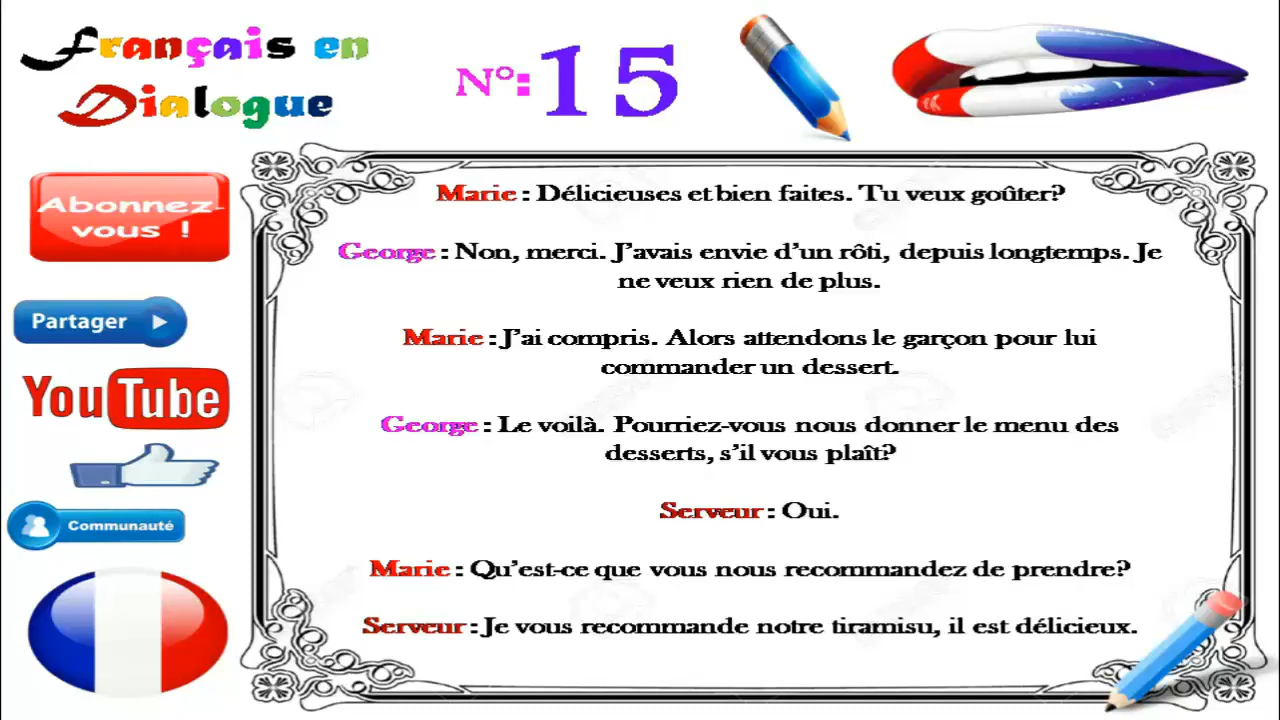 Français en
Dialogue
N°:15
Abonnez-
vous !
Partager
YouTube
Communauté
Marie : Délicieuses et bien faites. Tu veux goûter?
George : Non, merci. J'avais envie d'un rôti, depuis longtemps. Je
ne veux rien de plus.
Marie : J'ai compris. Alors attendons le garçon pour lui
commander un dessert.
George : Le voilà. Pourriez-vous nous donner le menu des
desserts, s'il vous plaît?
Serveur : Oui.
Marie : Qu'est-ce que vous nous recommandez de prendre?
Serveur : Je vous recommande notre tiramisu, il est délicieux.